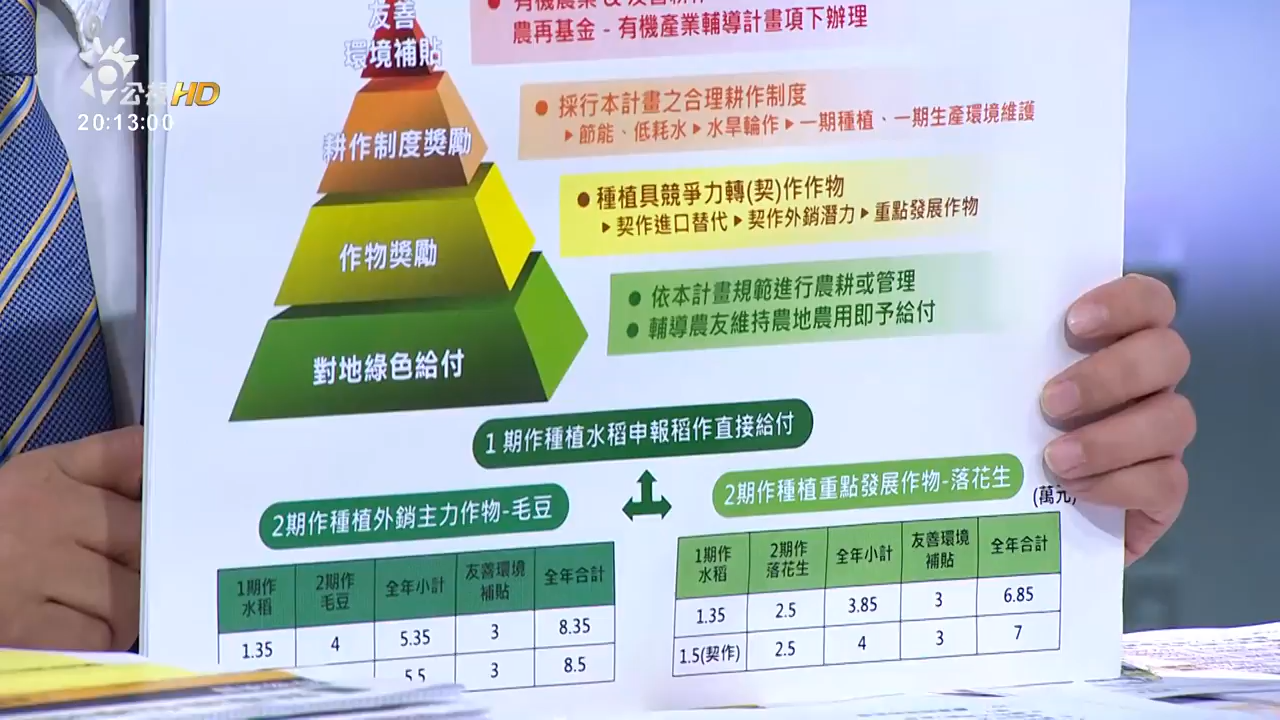 友善
環境補貼
農再基金 - 有機產業輔導計畫項下辦理
公視HD
20:13:00
耕作制度獎勵
● 採行本計畫之合理耕作制度
▸節能、低耗水▸水旱輪作▸一期種植、一期生產環境維護
作物獎勵
● 種植具競爭力轉(契)作作物
▸契作進口替代▸契作外銷潛力▸重點發展作物
對地綠色給付
● 依本計畫規範進行農耕或管理
● 輔導農友維持農地農用即予給付
1期作種植水稻申報稻作直接給付
2期作種植外銷主力作物-毛豆
1期作水稻 2期作毛豆 全年小計 友善環境補貼 全年合計
1.35 4 5.35 3 8.35
5.5 3 8.5
2期作種植重點發展作物-落花生
(萬元)
1期作水稻 2期作落花生 全年小計 友善環境補貼 全年合計
1.35 2.5 3.85 3 6.85
1.5(契作) 2.5 4 3 7